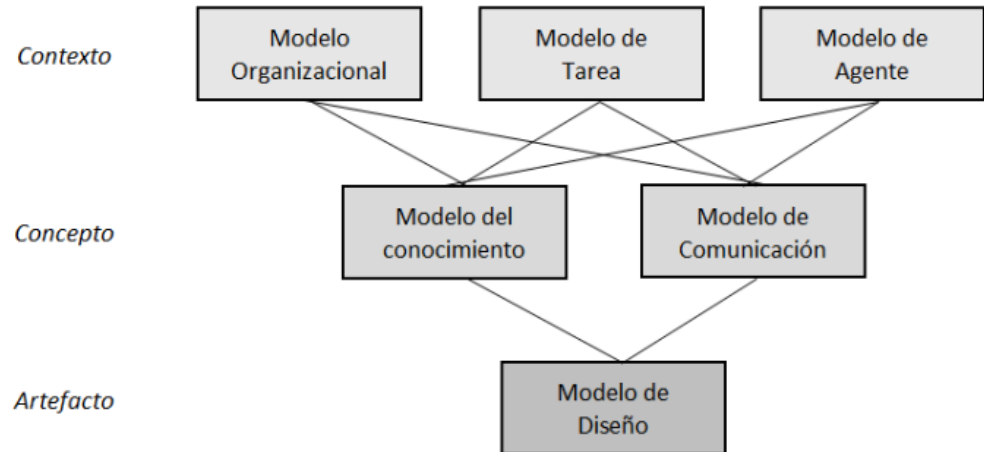 Contexto
Modelo
Organizacional
Modelo de
Tarea
Modelo de
Agente
Concepto
Modelo del
conocimiento
Modelo de
Comunicación
Artefacto
Modelo de
Diseño